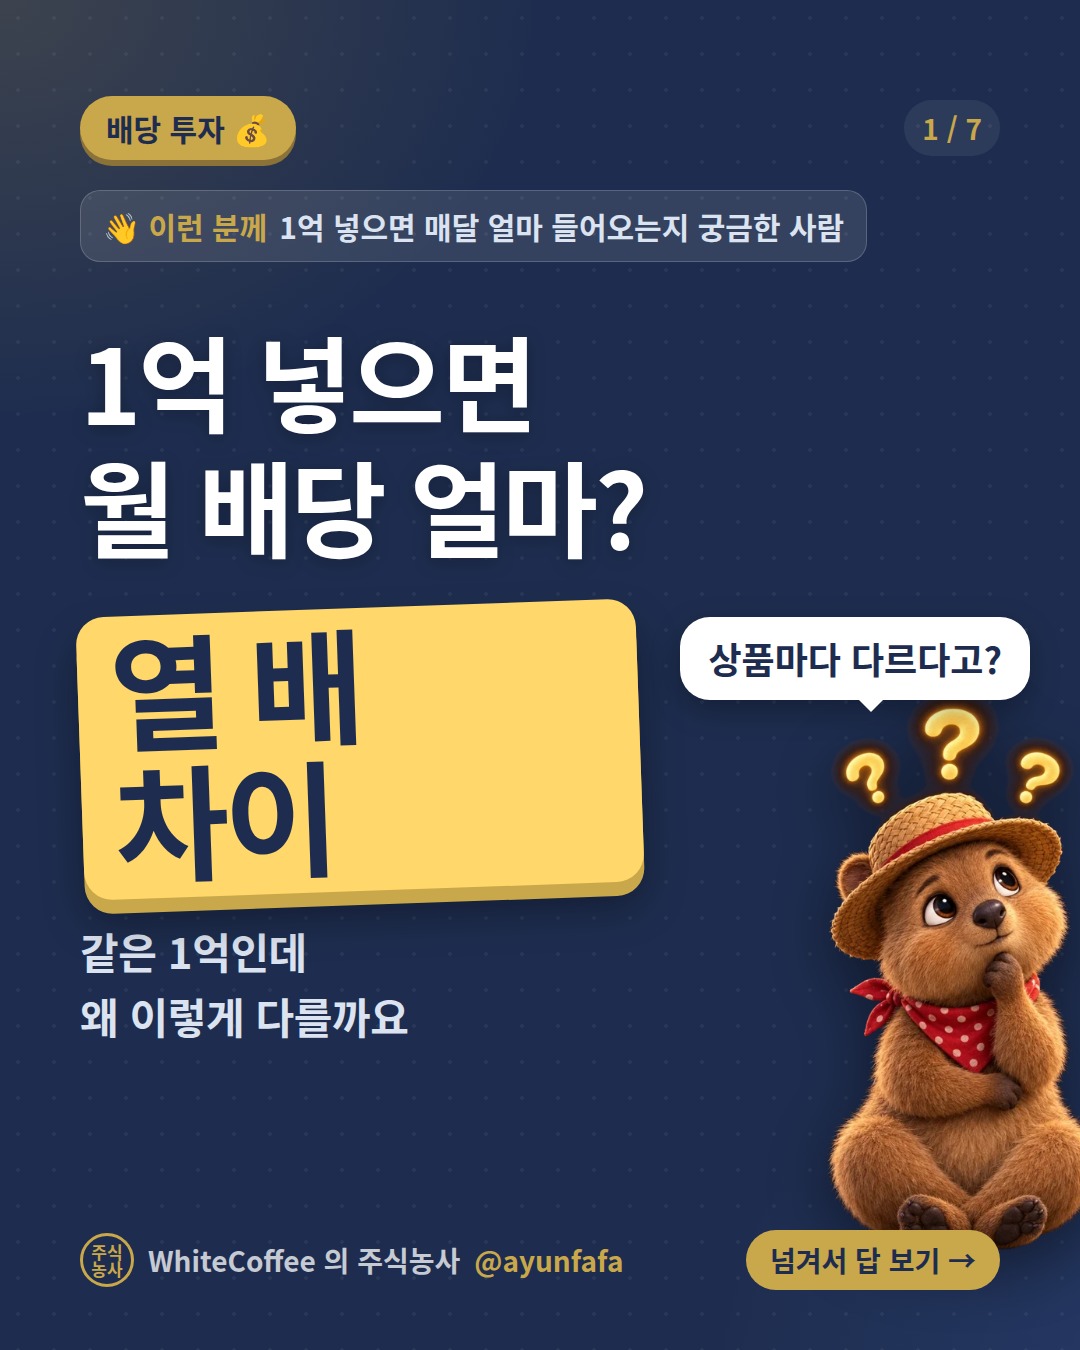 배당 투자 💰
1 / 7
👋 이런 분께 1억 넣으면 매달 얼마 들어오는지 궁금한 사람
1억 넣으면
월 배당 얼마?
열 배
차이
상품마다 다르다고?
? ? ?
같은 1억인데
왜 이렇게 다를까요
주식
농사
WhiteCoffee 의 주식농사 @ayunfafa
넘겨서 답 보기 →